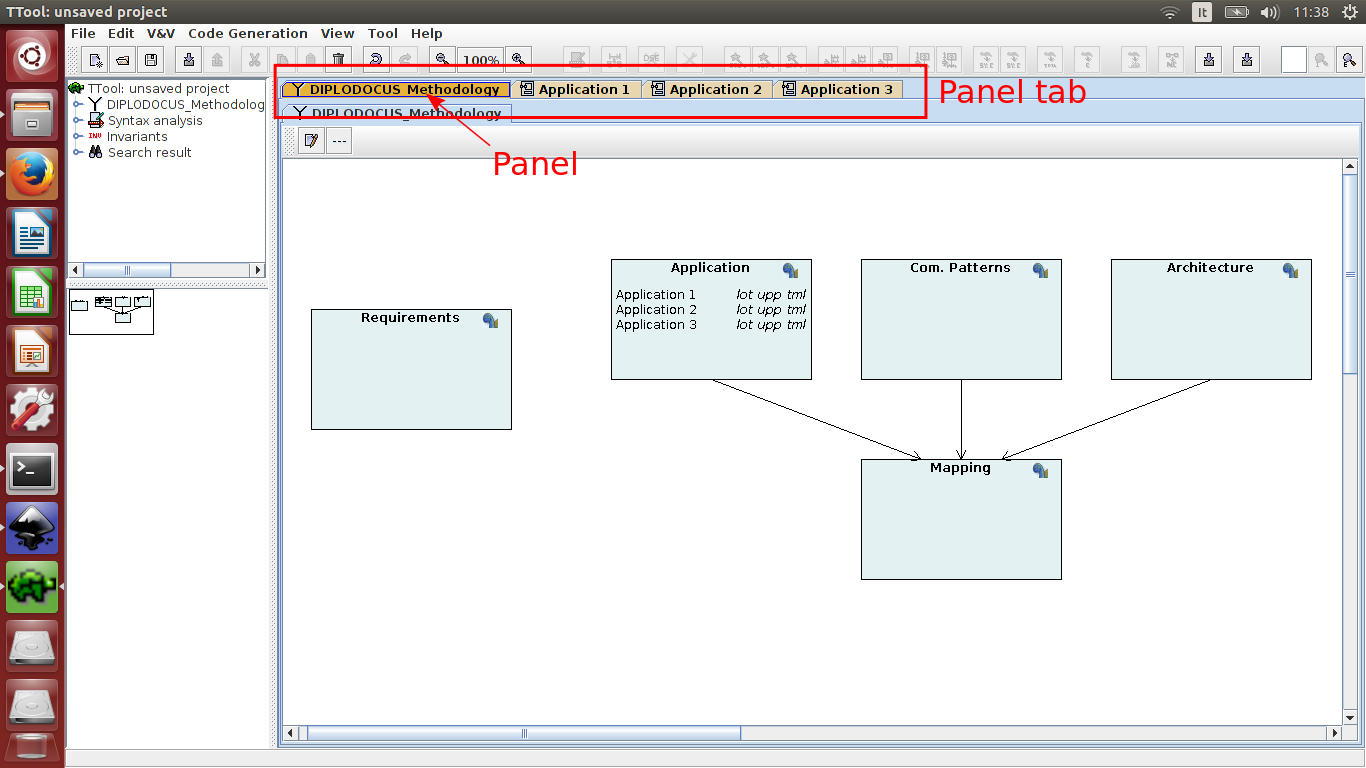 TTool: unsaved project
It
11:38
File Edit V&V Code Generation View Tool Help
100%
TTool: unsaved project
DIPLODOCUS_Methodolog
Syntax analysis
INV Invariants
Search result
DIPLODOCUS_Methodology Application 1 Application 2 Application 3
Panel tab
DIPLODOCUS_Methodology
---
Panel
Requirements
Application
Application 1 lot upp tml
Application 2 lot upp tml
Application 3 lot upp tml
Com. Patterns
Architecture
Mapping